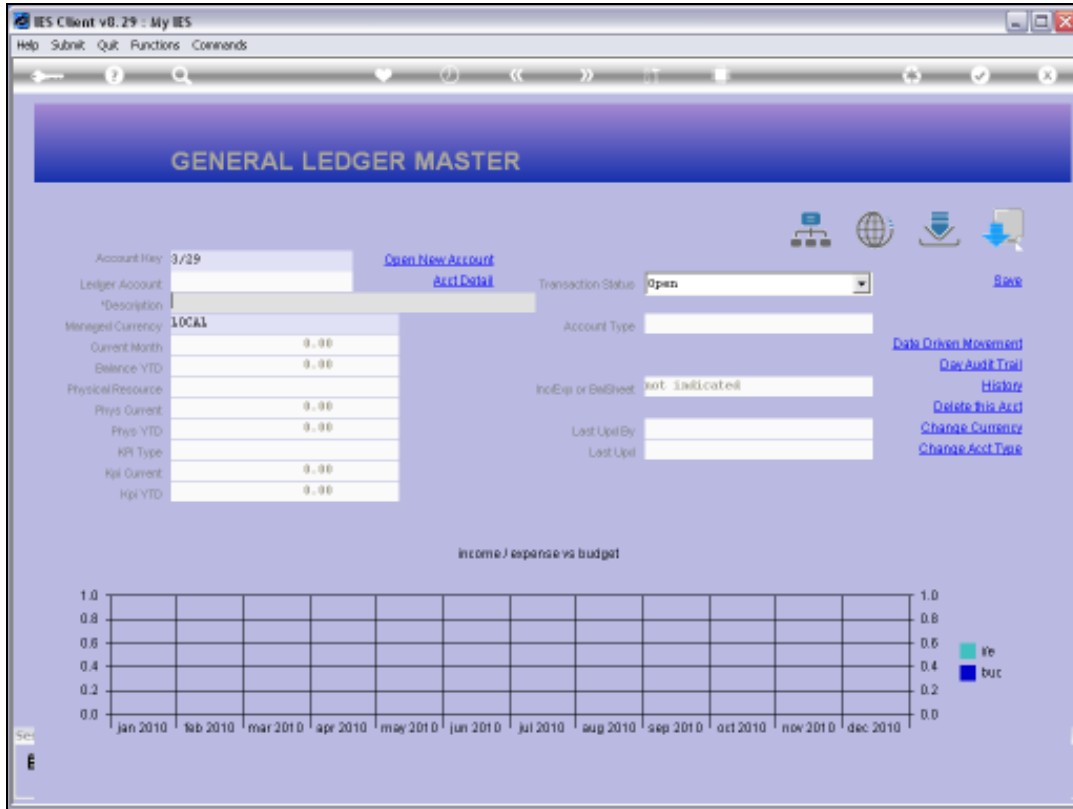 IES Client v8.29 : My IES
Help Submit Quit Functions Commands
GENERAL LEDGER MASTER
Account Key 3/29 Open New Account
Ledger Account Acct Detail Transaction Status Open Save
*Description
Managed Currency LOCAL Account Type
Current Month 0.00 Date Driven Movement
Balance YTD 0.00 Day Audit Trail
Physical Resource Inc/Exp or BalSheet not indicated History
Phys Current 0.00 Delete this Acct
Phys YTD 0.00 Last Upd By Change Currency
KPI Type Last Upd Change Acct Type
Kpi Current 0.00
Kpi YTD 0.00
income / expense vs budget
1.0 1.0
0.8 0.8
0.6 0.6
0.4 0.4
0.2 0.2
0.0 0.0
i/e
buc
jan 2010 feb 2010 mar 2010 apr 2010 may 2010 jun 2010 jul 2010 aug 2010 sep 2010 oct 2010 nov 2010 dec 2010